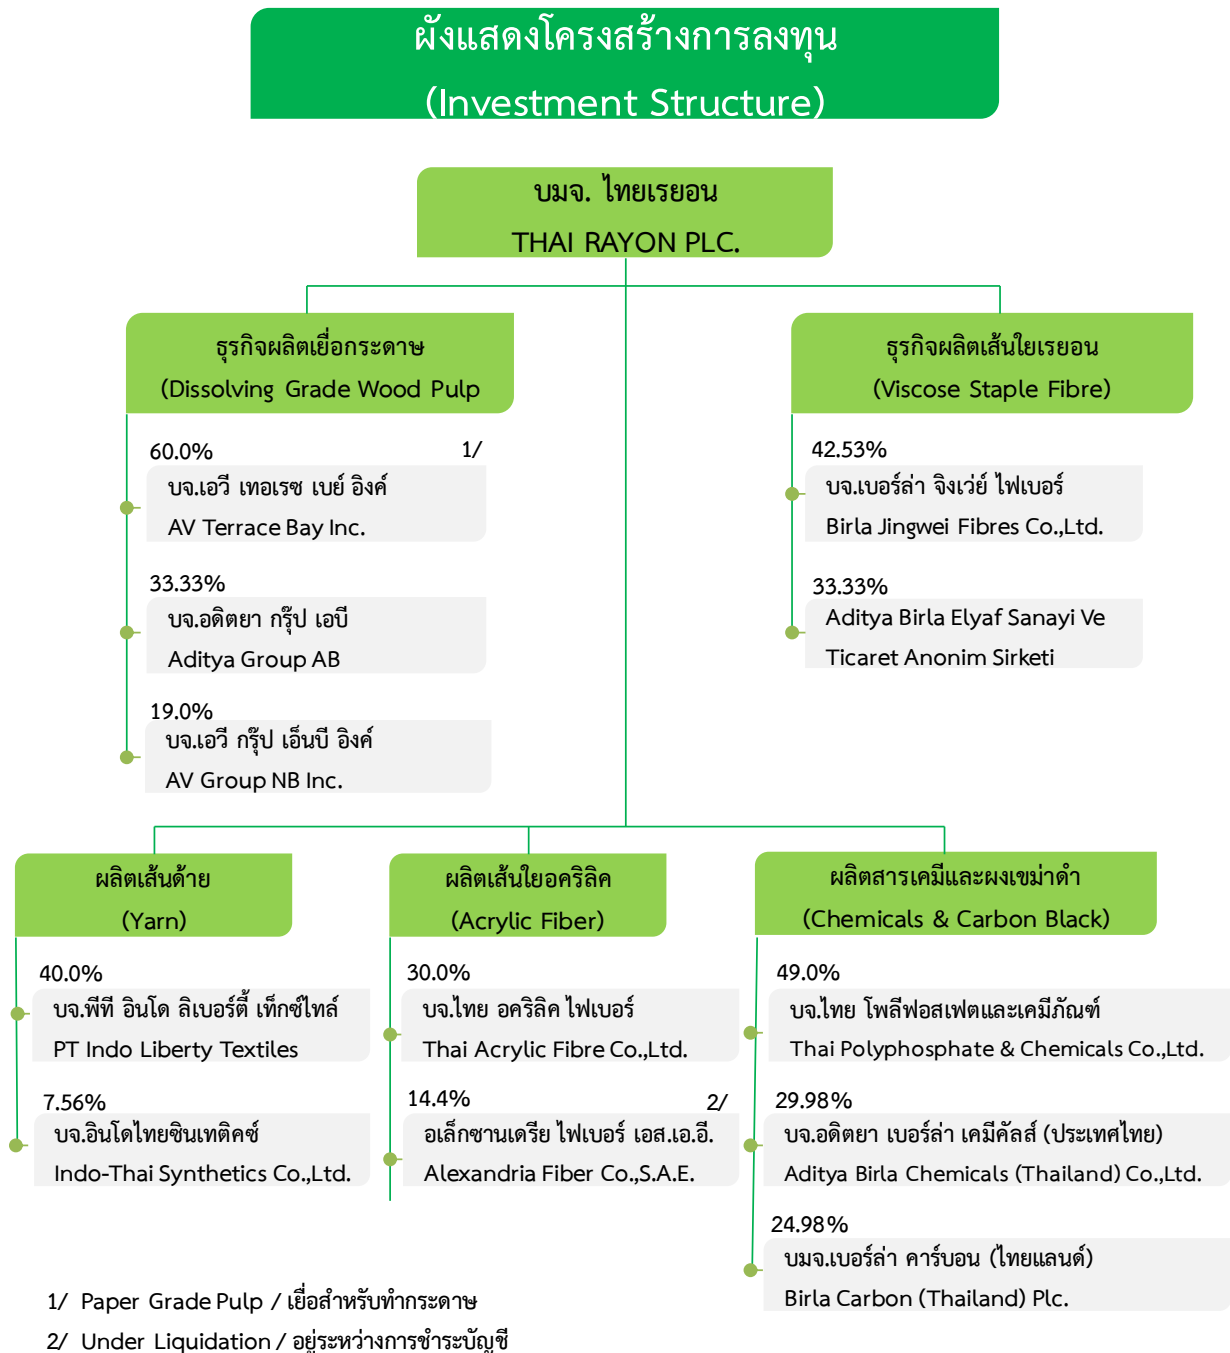 ผังแสดงโครงสร้างการลงทุน
(Investment Structure)
บมจ. ไทยเรยอน
THAI RAYON PLC.
ธุรกิจผลิตเยื่อกระดาษ
(Dissolving Grade Wood Pulp
60.0% 1/
บจ.เอวี เทอเรซ เบย์ อิงค์
AV Terrace Bay Inc.
33.33%
บจ.อดิตยา กรุ๊ป เอบี
Aditya Group AB
19.0%
บจ.เอวี กรุ๊ป เอ็นบี อิงค์
AV Group NB Inc.
ธุรกิจผลิตเส้นใยเรยอน
(Viscose Staple Fibre)
42.53%
บจ.เบอร์ล่า จิงเว่ย์ ไฟเบอร์
Birla Jingwei Fibres Co.,Ltd.
33.33%
Aditya Birla Elyaf Sanayi Ve
Ticaret Anonim Sirketi
ผลิตเส้นด้าย
(Yarn)
40.0%
บจ.พีที อินโด ลิเบอร์ตี้ เท็กซ์ไทล์
PT Indo Liberty Textiles
7.56%
บจ.อินโดไทยซินเทติคซ์
Indo-Thai Synthetics Co.,Ltd.
ผลิตเส้นใยอคริลิค
(Acrylic Fiber)
30.0%
บจ.ไทย อคริลิค ไฟเบอร์
Thai Acrylic Fibre Co.,Ltd.
14.4% 2/
อเล็กซานเดรีย ไฟเบอร์ เอส.เอ.อี.
Alexandria Fiber Co.,S.A.E.
ผลิตสารเคมีและผงเขม่าดำ
(Chemicals & Carbon Black)
49.0%
บจ.ไทย โพลีฟอสเฟตและเคมีภัณฑ์
Thai Polyphosphate & Chemicals Co.,Ltd.
29.98%
บจ.อดิตยา เบอร์ล่า เคมีคัลส์ (ประเทศไทย)
Aditya Birla Chemicals (Thailand) Co.,Ltd.
24.98%
บมจ.เบอร์ล่า คาร์บอน (ไทยแลนด์)
Birla Carbon (Thailand) Plc.
1/ Paper Grade Pulp / เยื่อสำหรับทำกระดาษ
2/ Under Liquidation / อยู่ระหว่างการชำระบัญชี